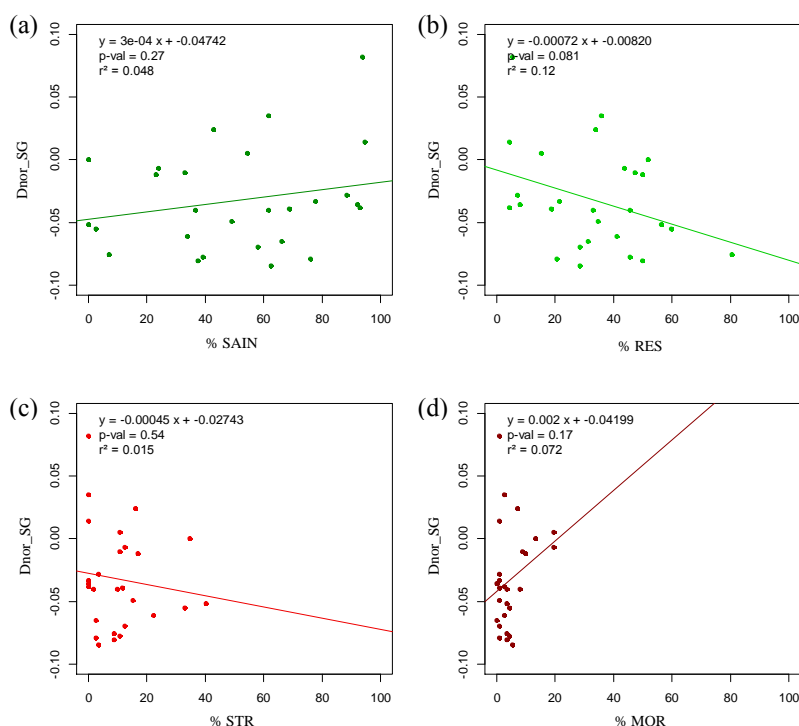 (a)
y = 3e-04 x + -0.04742
p-val = 0.27
r² = 0.048
0.10
0.05
0.00
-0.05
-0.10
Dnor_SG
0 20 40 60 80 100
% SAIN
(b)
y = -0.00072 x + -0.00820
p-val = 0.081
r² = 0.12
0.10
0.05
0.00
-0.05
-0.10
Dnor_SG
0 20 40 60 80 100
% RES
(c)
y = -0.00045 x + -0.02743
p-val = 0.54
r² = 0.015
0.10
0.05
0.00
-0.05
-0.10
Dnor_SG
0 20 40 60 80 100
% STR
(d)
y = 0.002 x + -0.04199
p-val = 0.17
r² = 0.072
0.10
0.05
0.00
-0.05
-0.10
Dnor_SG
0 20 40 60 80 100
% MOR